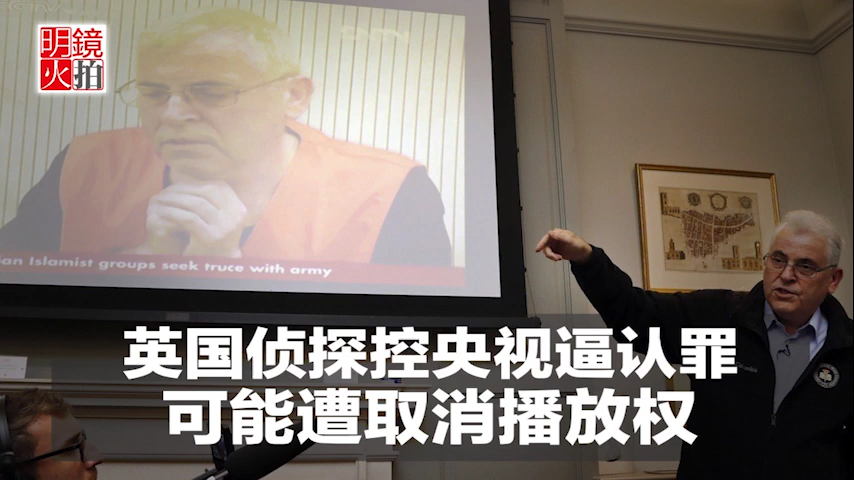 明鏡
火拍
ian Islamist groups seek truce with army
英国侦探控央视逼认罪
可能遭取消播放权